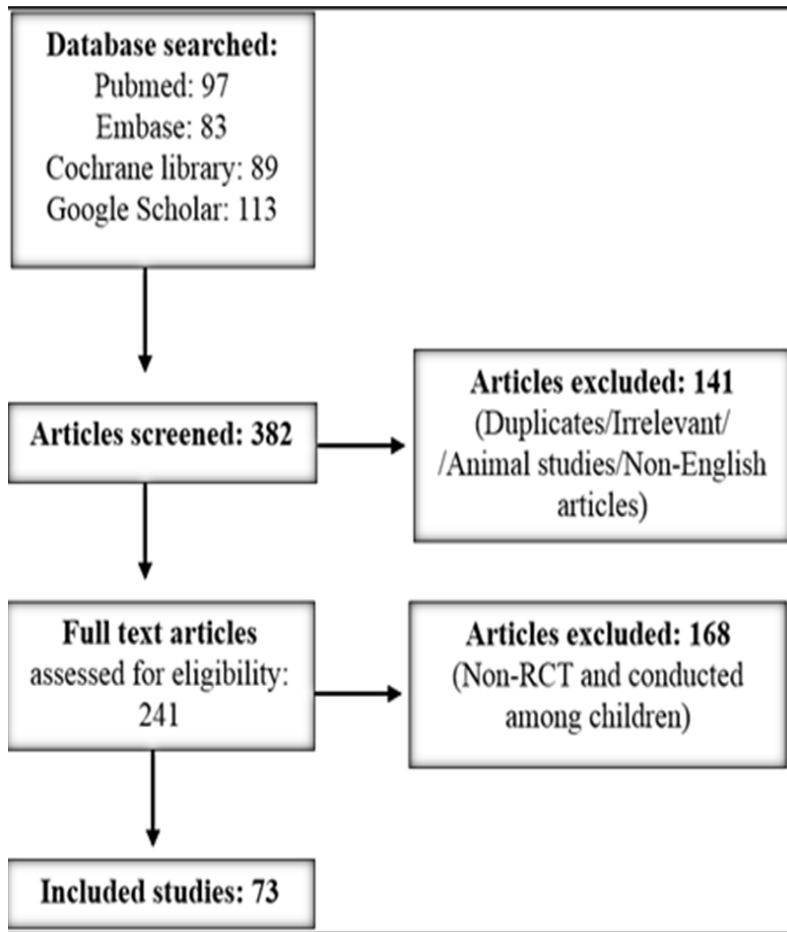 Database searched:
Pubmed: 97
Embase: 83
Cochrane library: 89
Google Scholar: 113
Articles screened: 382
Articles excluded: 141
(Duplicates/Irrelevant/
/Animal studies/Non-English
articles)
Full text articles
assessed for eligibility:
241
Articles excluded: 168
(Non-RCT and conducted
among children)
Included studies: 73